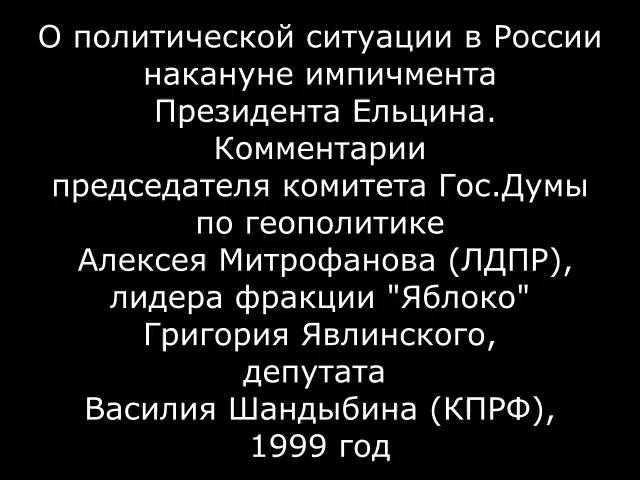 О политической ситуации в России
накануне импичмента
Президента Ельцина.
Комментарии
председателя комитета Гос.Думы
по геополитике
Алексея Митрофанова (ЛДПР),
лидера фракции "Яблоко"
Григория Явлинского,
депутата
Василия Шандыбина (КПРФ),
1999 год